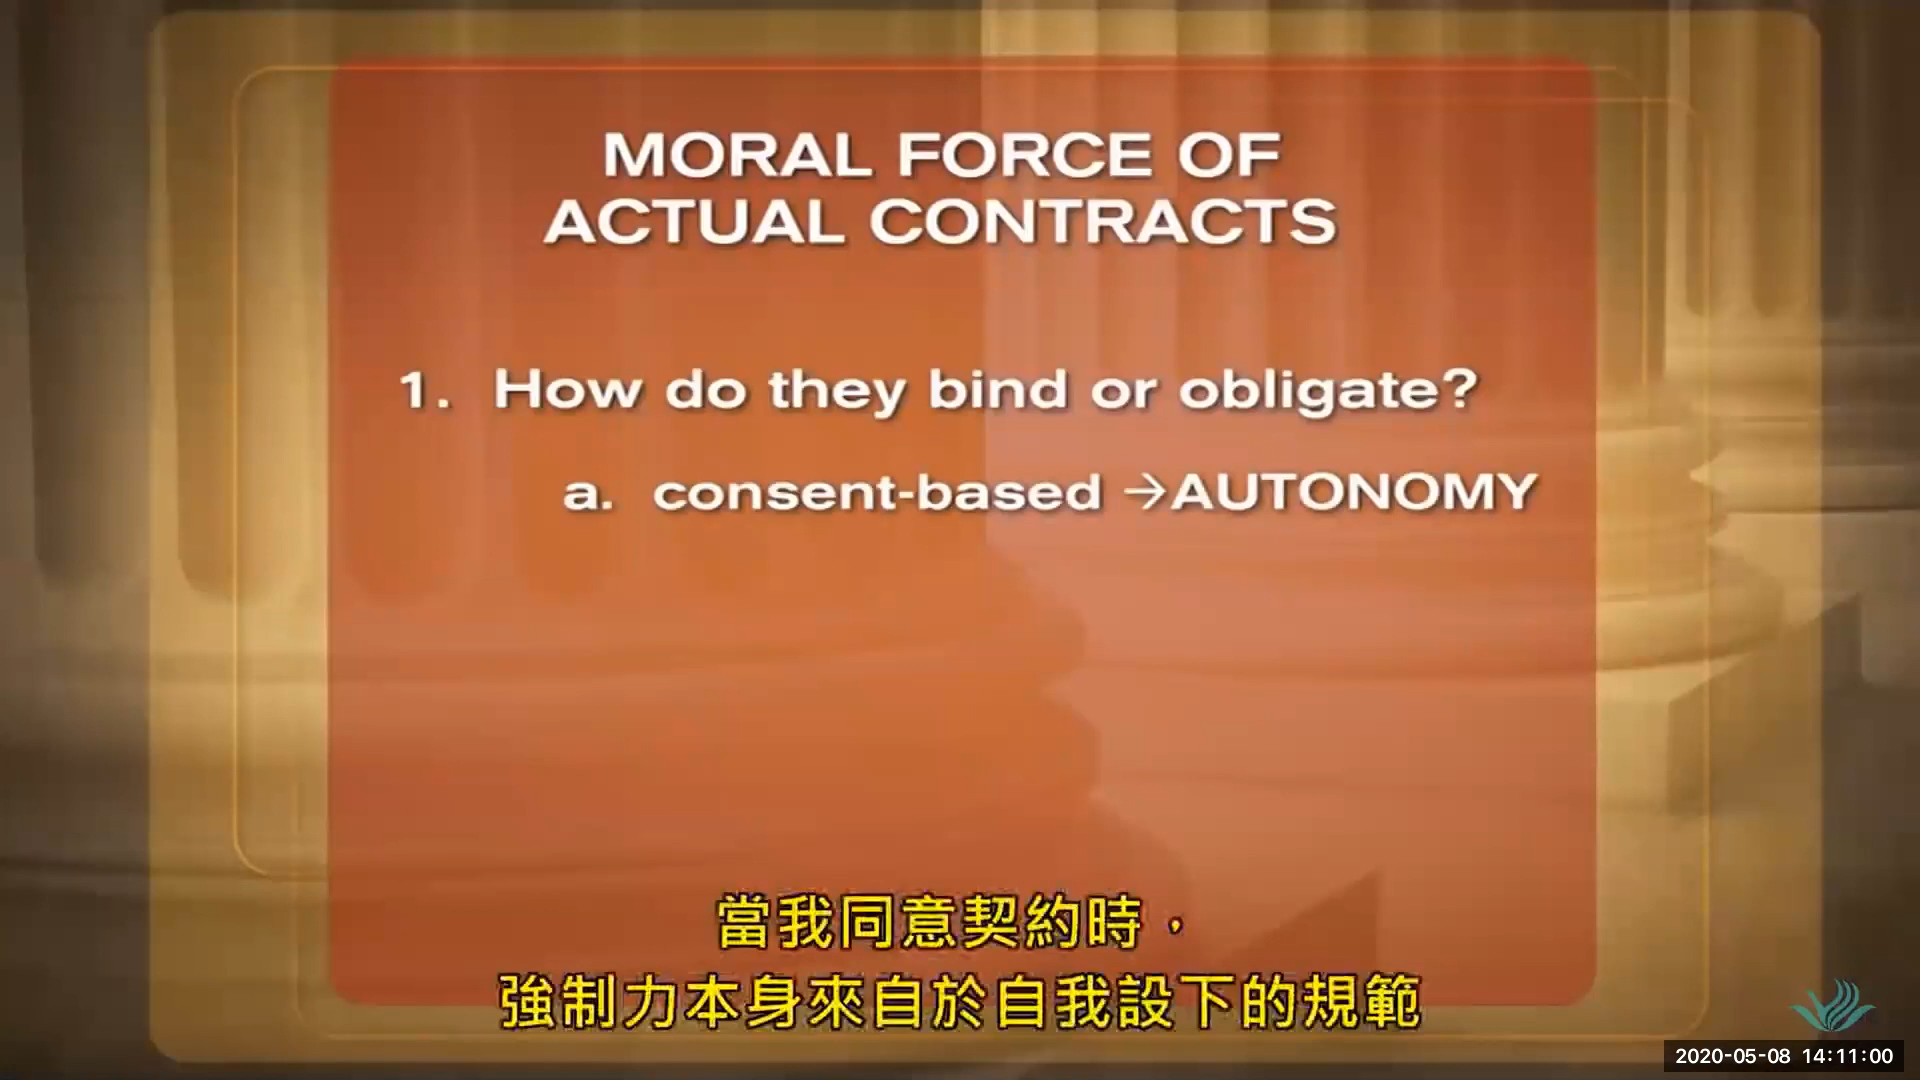 MORAL FORCE OF
ACTUAL CONTRACTS
1. How do they bind or obligate?
a. consent-based →AUTONOMY
當我同意契約時，
強制力本身來自於自我設下的規範
2020-05-08 14:11:00